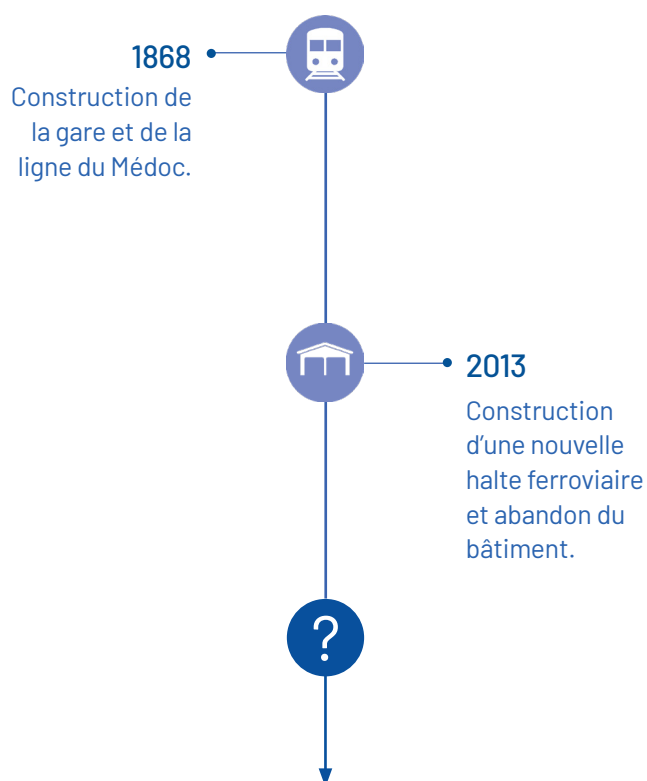 1868
Construction de
la gare et de la
ligne du Médoc.
2013
Construction
d'une nouvelle
halte ferroviaire
et abandon du
bâtiment.
?